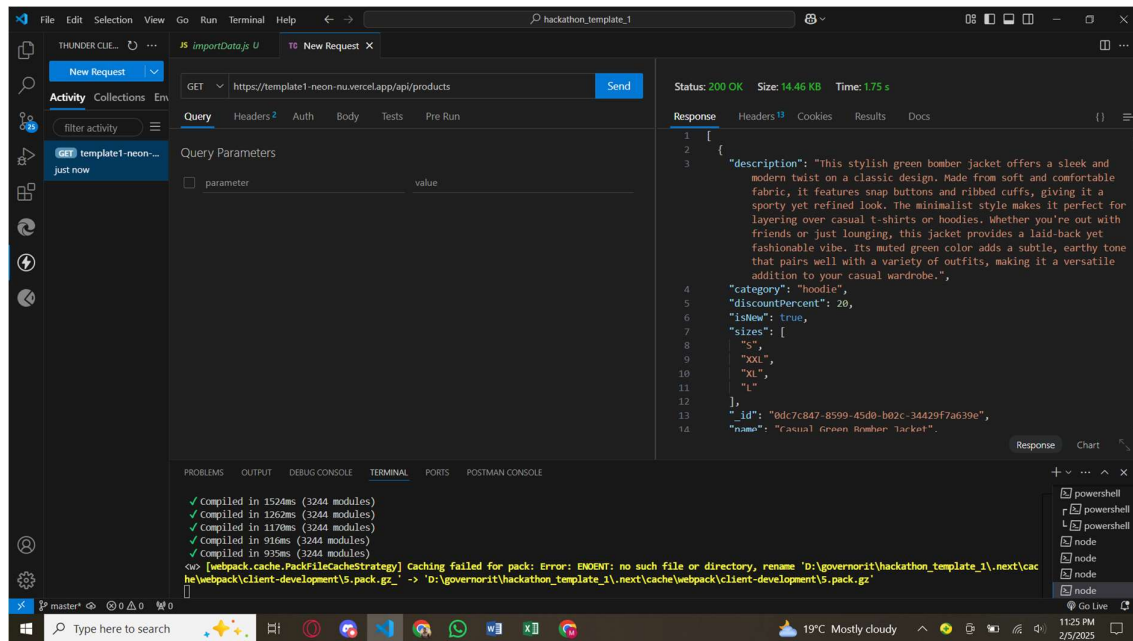 File Edit Selection View Go Run Terminal Help
hackathon_template_1
THUNDER CLIE...
New Request
Activity Collections Env
filter activity
GET template1-neon-...
just now
25
JS importData.js U
TC New Request
GET https://template1-neon-nu.vercel.app/api/products Send
Query Headers 2 Auth Body Tests Pre Run
Query Parameters
parameter value
Status: 200 OK Size: 14.46 KB Time: 1.75 s
Response Headers 13 Cookies Results Docs
{}
1 [
2 {
3 "description": "This stylish green bomber jacket offers a sleek and
modern twist on a classic design. Made from soft and comfortable
fabric, it features snap buttons and ribbed cuffs, giving it a
sporty yet refined look. The minimalist style makes it perfect for
layering over casual t-shirts or hoodies. Whether you're out with
friends or just lounging, this jacket provides a laid-back yet
fashionable vibe. Its muted green color adds a subtle, earthy tone
that pairs well with a variety of outfits, making it a versatile
addition to your casual wardrobe.",
4 "category": "hoodie",
5 "discountPercent": 20,
6 "isNew": true,
7 "sizes": [
8 "S",
9 "XXL",
10 "XL",
11 "L"
12 ],
13 "_id": "0dc7c847-8599-45d0-b02c-34429f7a639e",
14 "name": "Casual Green Bomber Jacket",
Response Chart
PROBLEMS OUTPUT DEBUG CONSOLE TERMINAL PORTS POSTMAN CONSOLE
✓ Compiled in 1524ms (3244 modules)
✓ Compiled in 1262ms (3244 modules)
✓ Compiled in 1170ms (3244 modules)
✓ Compiled in 916ms (3244 modules)
✓ Compiled in 935ms (3244 modules)
<w> [webpack.cache.PackFileCacheStrategy] Caching failed for pack: Error: ENOENT: no such file or directory, rename 'D:\governorit\hackathon_template_1\.next\cac
he\webpack\client-development\5.pack.gz_' -> 'D:\governorit\hackathon_template_1\.next\cache\webpack\client-development\5.pack.gz'
powershell
powershell
powershell
node
node
node
node
master* 0 0 0
Go Live
Type here to search
19°C Mostly cloudy
11:25 PM
2/5/2025